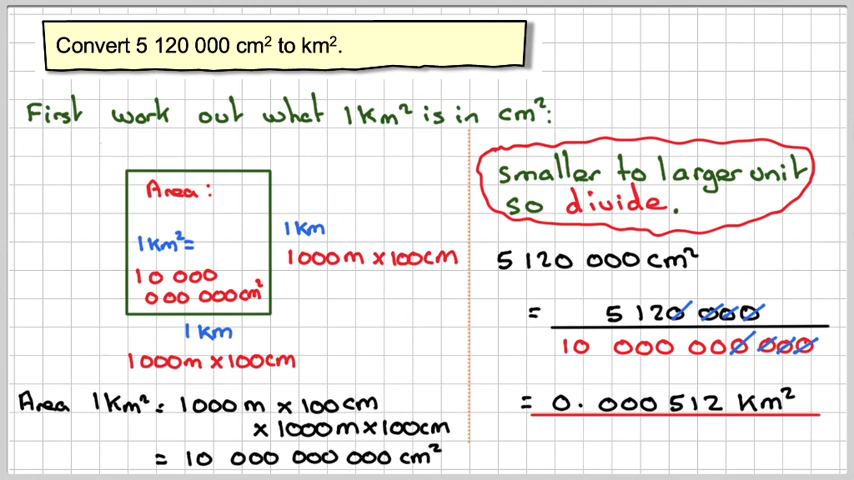 Convert 5 120 000 cm² to km².
First work out what 1Km² is in cm²:
Area:
1Km²=
10 000
000 000cm²
1Km
1000m x 100cm
1Km
1000m x 100cm
Area 1Km² = 1000m x 100cm
x 1000m x 100cm
= 10 000 000 000 cm²
smaller to larger unit
so divide.
5 120 000 cm²
= 5 120 000
10 000 000 000
= 0.000 512 Km²